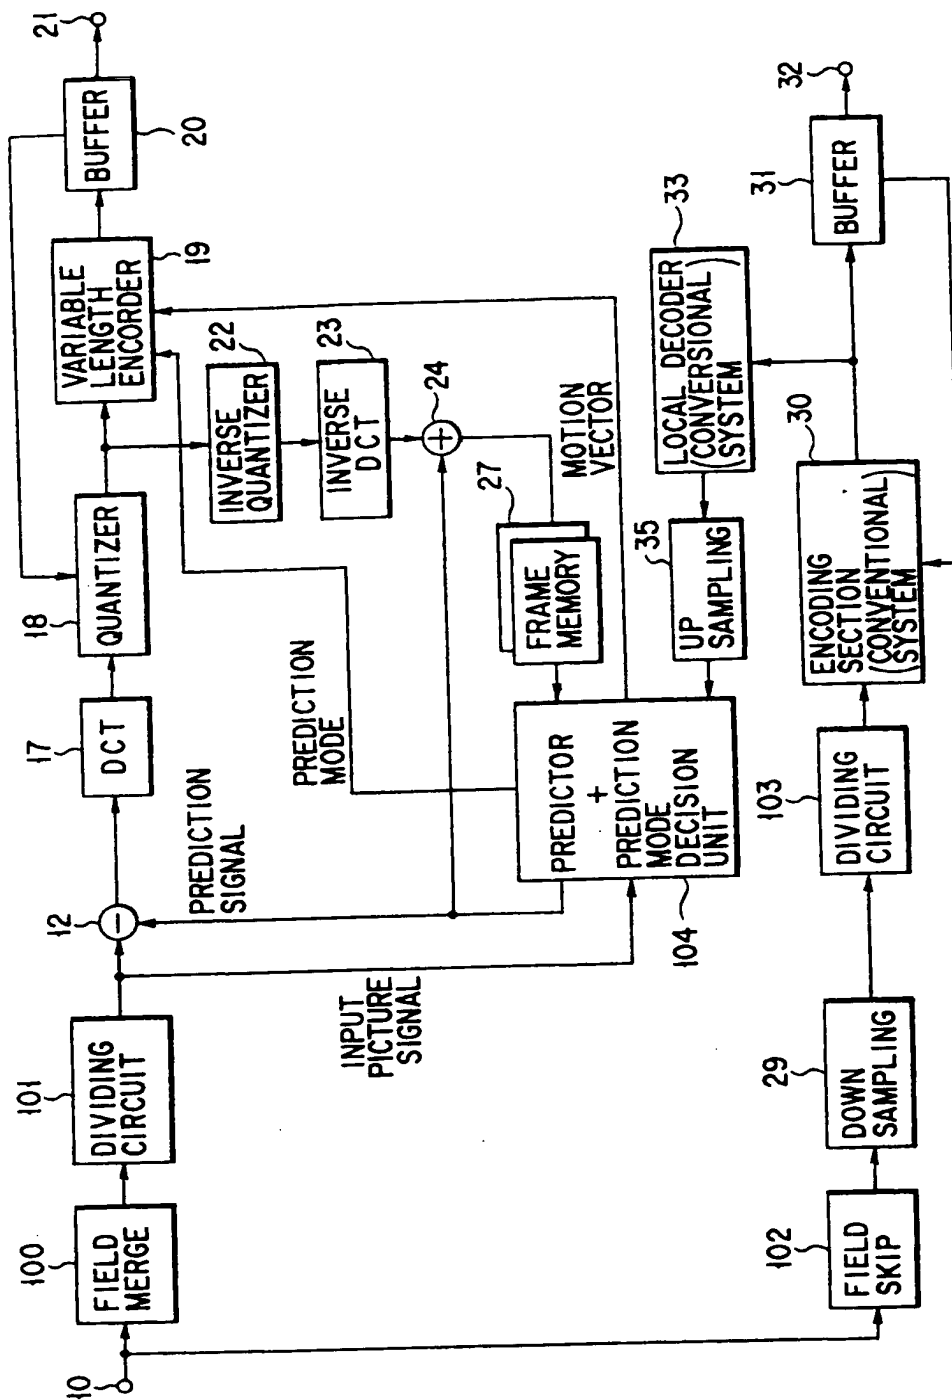 10
100
FIELD
MERGE
101
DIVIDING
CIRCUIT
12
17
DCT
18
QUANTIZER
VARIABLE
LENGTH
ENCORDER
19
BUFFER
20
21
INPUT
PICTURE
SIGNAL
PREDICTION
SIGNAL
PREDICTION
MODE
INVERSE
QUANTIZER
22
INVERSE
DCT
23
24
27
FRAME
MEMORY
MOTION
VECTOR
PREDICTOR
+
PREDICTION
MODE
DECISION
UNIT
104
35
UP
SAMPLING
LOCAL DECODER
(CONVERSIONAL)
SYSTEM
33
102
FIELD
SKIP
29
DOWN
SAMPLING
103
DIVIDING
CIRCUIT
ENCODING
SECTION
(CONVENTIONAL)
SYSTEM
30
31
BUFFER
32